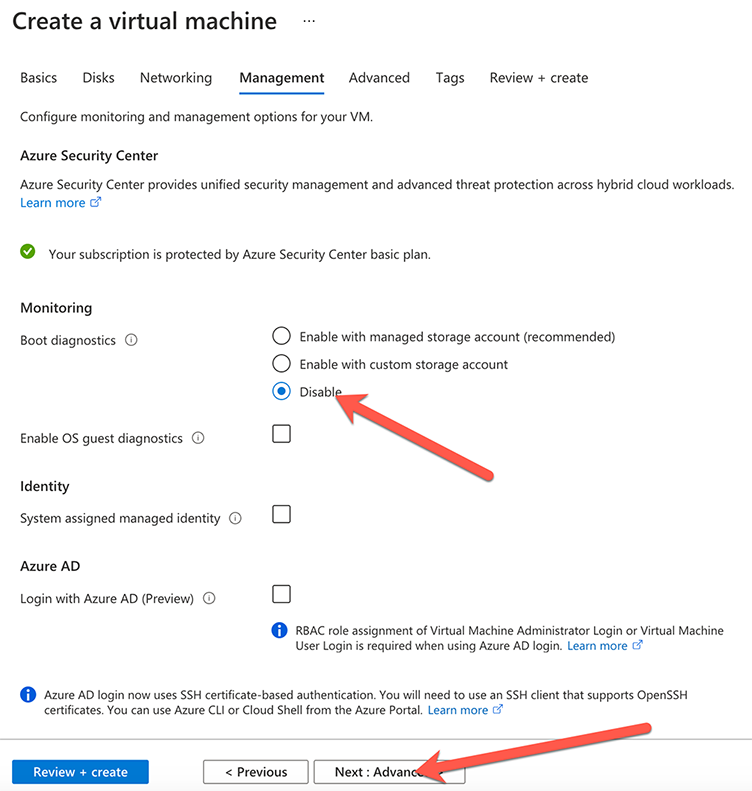 Create a virtual machine ...
Basics Disks Networking Management Advanced Tags Review + create
Configure monitoring and management options for your VM.
Azure Security Center
Azure Security Center provides unified security management and advanced threat protection across hybrid cloud workloads.
Learn more
Your subscription is protected by Azure Security Center basic plan.
Monitoring
Boot diagnostics
Enable with managed storage account (recommended)
Enable with custom storage account
Disable
Enable OS guest diagnostics
Identity
System assigned managed identity
Azure AD
Login with Azure AD (Preview)
RBAC role assignment of Virtual Machine Administrator Login or Virtual Machine
User Login is required when using Azure AD login. Learn more
Azure AD login now uses SSH certificate-based authentication. You will need to use an SSH client that supports OpenSSH
certificates. You can use Azure CLI or Cloud Shell from the Azure Portal. Learn more
Review + create < Previous Next : Advanc